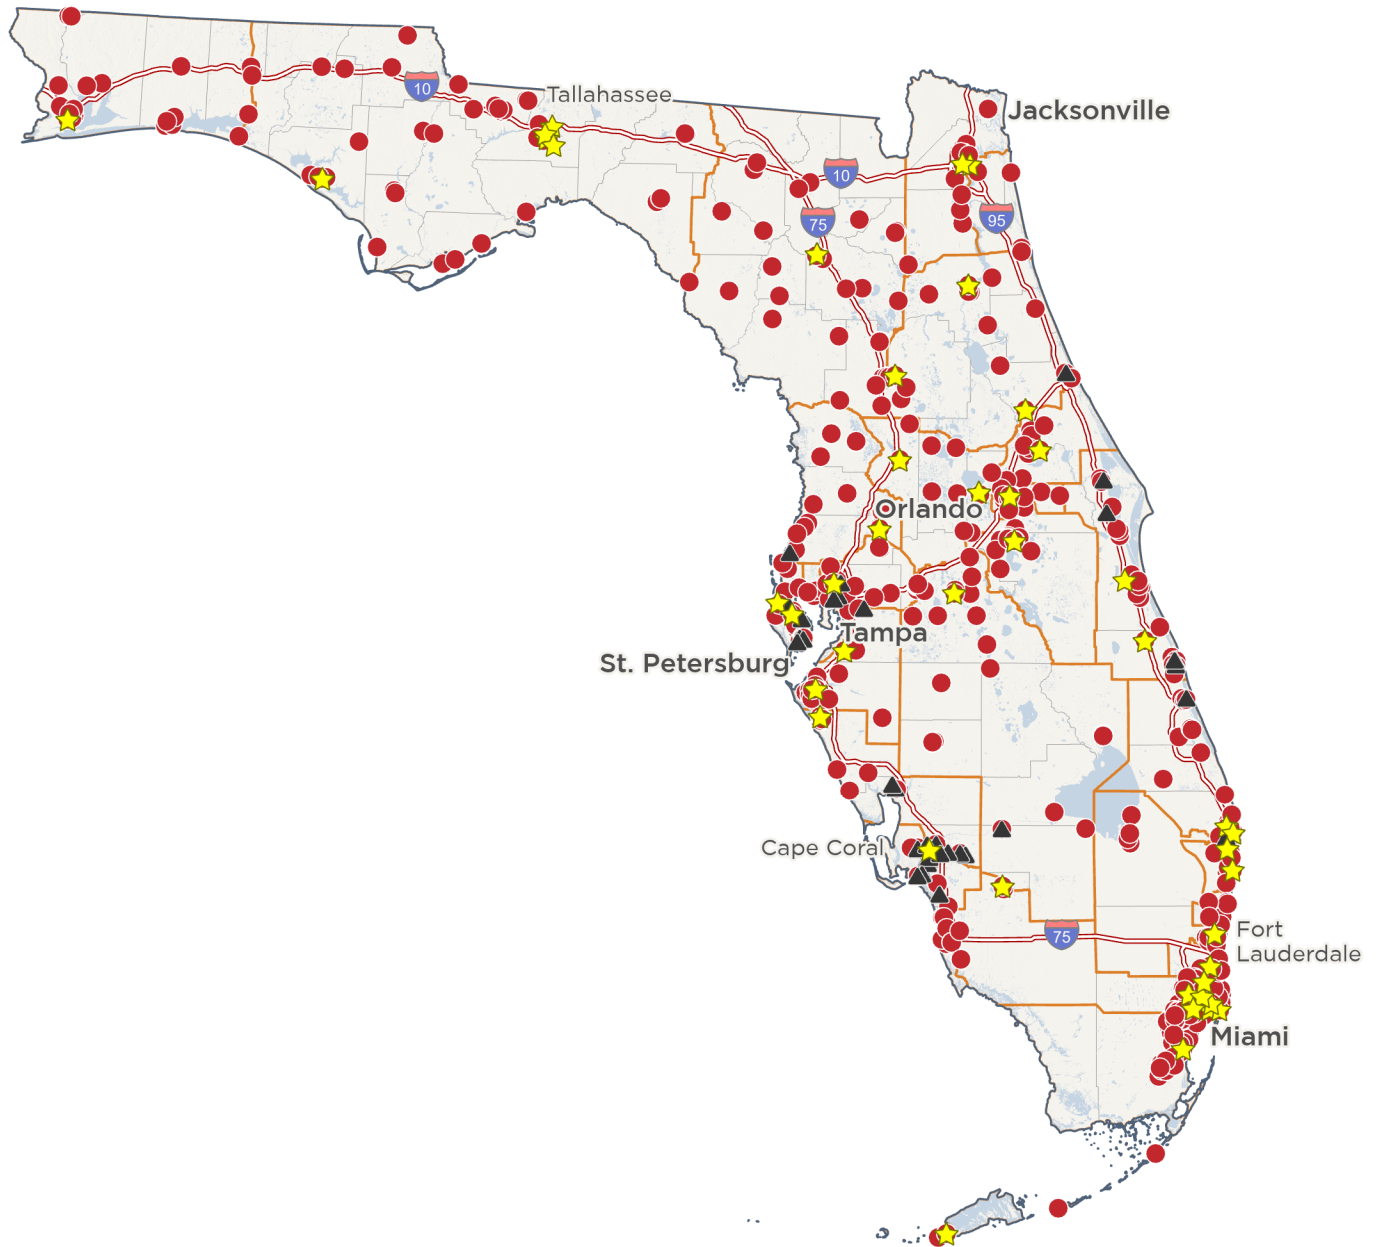 10
Tallahassee
Jacksonville
10
75
95
Orlando
Tampa
St. Petersburg
Cape Coral
75
Fort
Lauderdale
Miami